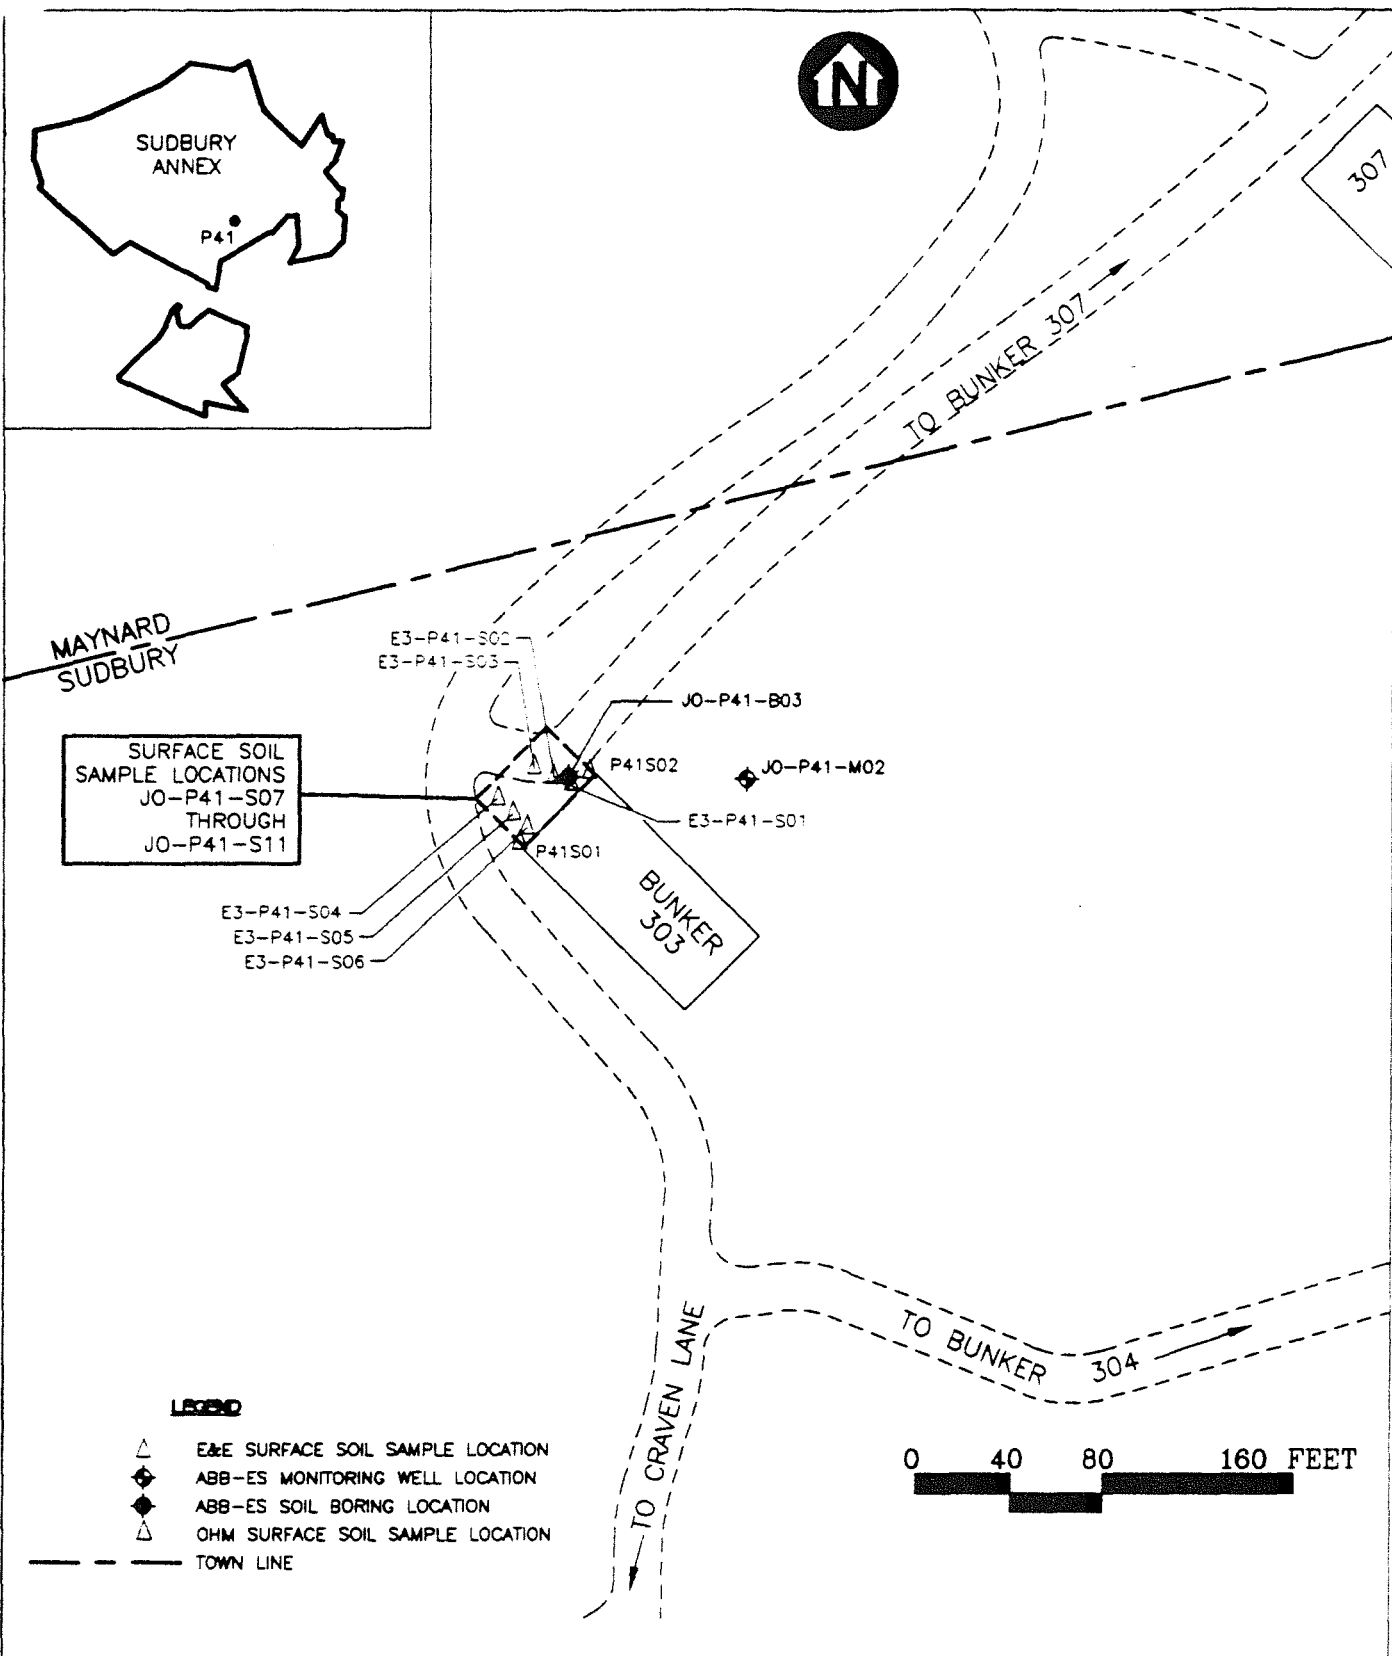 SUDBURY
ANNEX
P41
N
307
TO BUNKER 307
MAYNARD
SUDBURY
E3-P41-S02
E3-P41-S03
JO-P41-B03
P41S02
JO-P41-M02
E3-P41-S01
P41S01
SURFACE SOIL
SAMPLE LOCATIONS
JO-P41-S07
THROUGH
JO-P41-S11
BUNKER
303
E3-P41-S04
E3-P41-S05
E3-P41-S06
TO BUNKER 304
TO CRAVEN LANE
LEGEND
E&E SURFACE SOIL SAMPLE LOCATION
ABB-ES MONITORING WELL LOCATION
ABB-ES SOIL BORING LOCATION
OHM SURFACE SOIL SAMPLE LOCATION
TOWN LINE
0 40 80 160 FEET